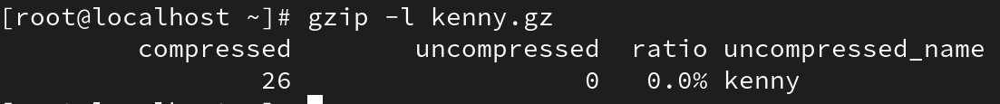 [root@localhost ~]# gzip -l kenny.gz
compressed uncompressed ratio uncompressed_name
26 0 0.0% kenny